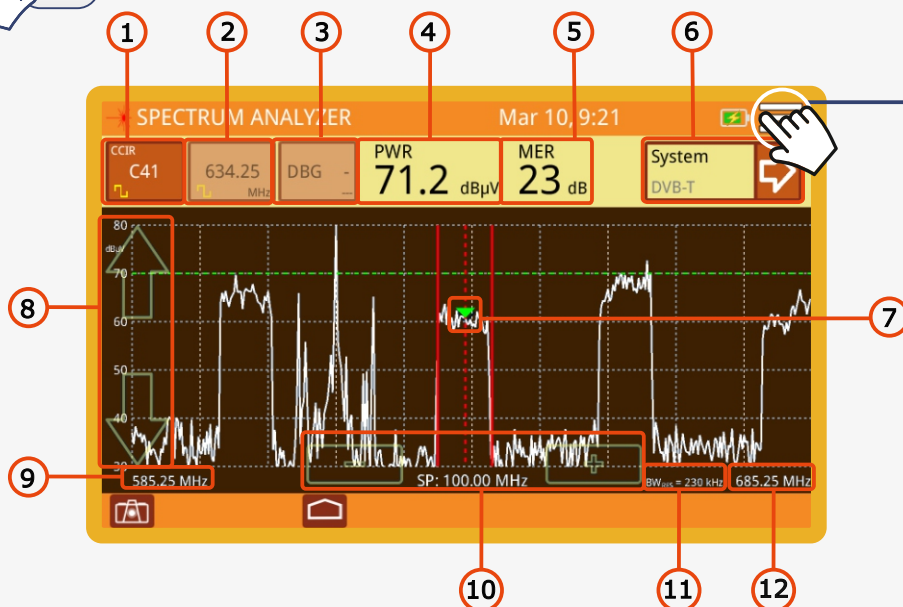 1 2 3 4 5 6
SPECTRUM ANALYZER Mar 10, 9:21
CCIR
C41
634.25
MHz
DBG -
--
PWR
71.2 dBµV
MER
23 dB
System
DVB-T
80
dBµV
70
8
60
7
50
40
30
9
585.25 MHz
-
SP: 100.00 MHz
+
BWRES = 230 kHz
685.25 MHz
10 11 12